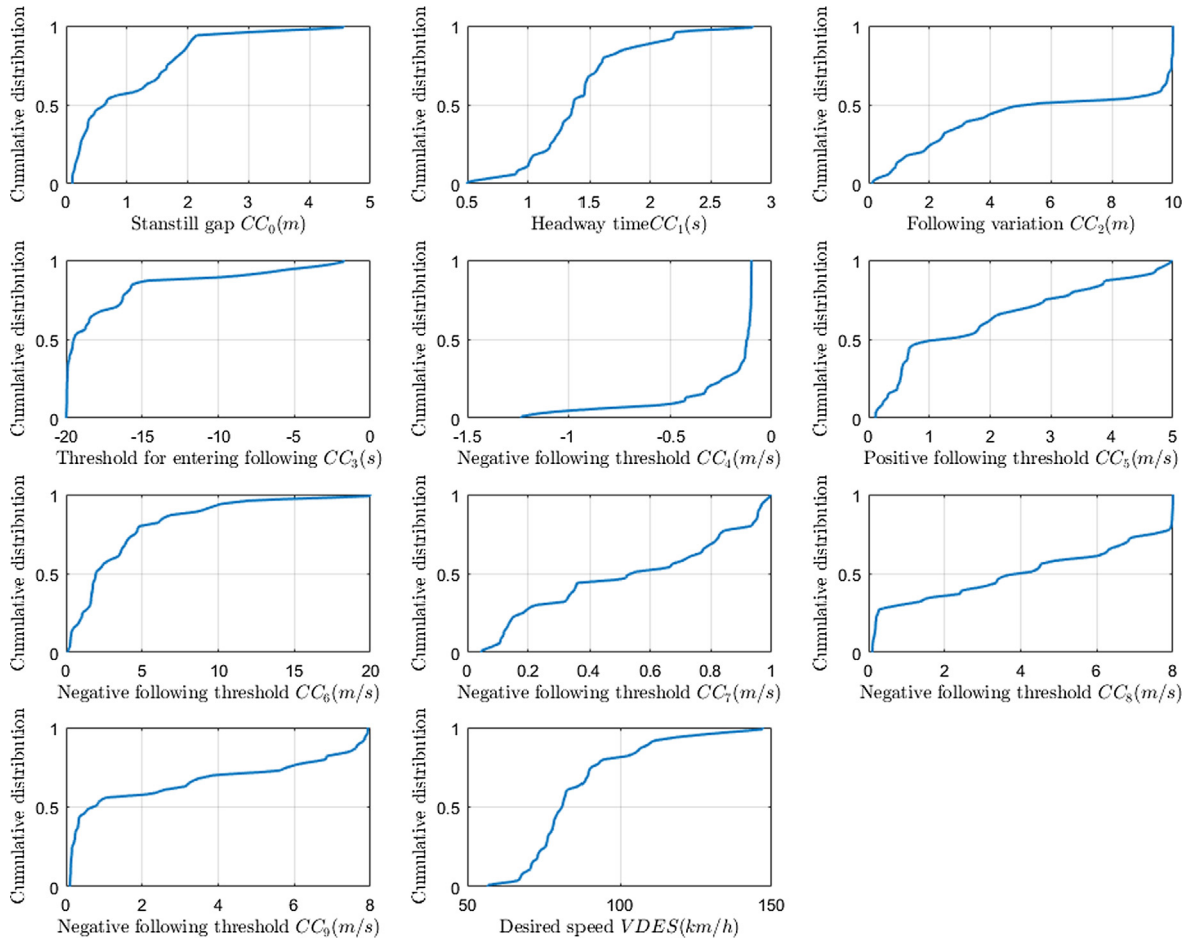 Cumulative distribution
1
0.5
0
0 1 2 3 4 5
Stanstill gap CC₀(m)
Cumulative distribution
1
0.5
0
0.5 1 1.5 2 2.5 3
Headway timeCC₁(s)
Cumulative distribution
1
0.5
0
0 2 4 6 8 10
Following variation CC₂(m)
Cumulative distribution
1
0.5
0
-20 -15 -10 -5 0
Threshold for entering following CC₃(s)
Cumulative distribution
1
0.5
0
-1.5 -1 -0.5 0
Negative following threshold CC₄(m/s)
Cumulative distribution
1
0.5
0
0 1 2 3 4 5
Positive following threshold CC₅(m/s)
Cumulative distribution
1
0.5
0
0 5 10 15 20
Negative following threshold CC₆(m/s)
Cumulative distribution
1
0.5
0
0 0.2 0.4 0.6 0.8 1
Negative following threshold CC₇(m/s)
Cumulative distribution
1
0.5
0
0 2 4 6 8
Negative following threshold CC₈(m/s)
Cumulative distribution
1
0.5
0
0 2 4 6 8
Negative following threshold CC₉(m/s)
Cumulative distribution
1
0.5
0
50 100 150
Desired speed VDES(km/h)